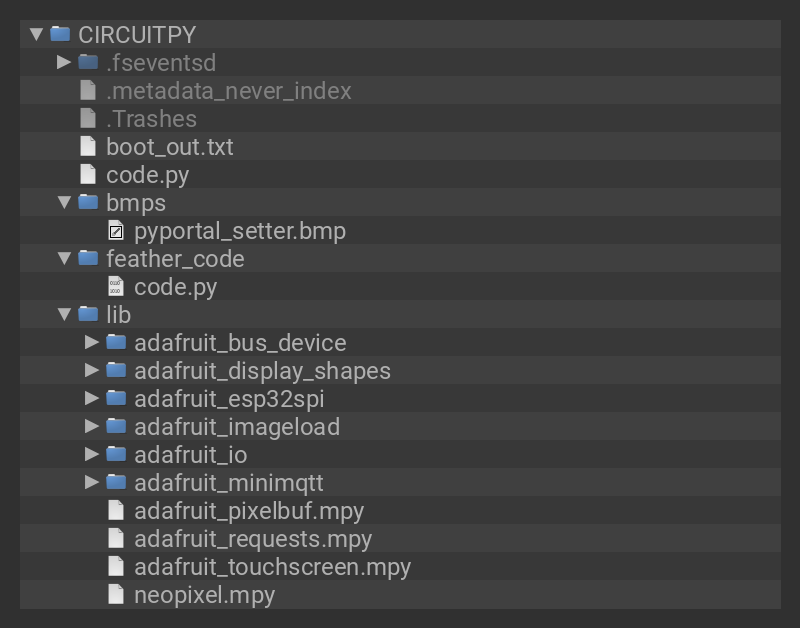 CIRCUITPY
.fseventsd
.metadata_never_index
.Trashes
boot_out.txt
code.py
bmps
pyportal_setter.bmp
feather_code
code.py
lib
adafruit_bus_device
adafruit_display_shapes
adafruit_esp32spi
adafruit_imageload
adafruit_io
adafruit_minimqtt
adafruit_pixelbuf.mpy
adafruit_requests.mpy
adafruit_touchscreen.mpy
neopixel.mpy